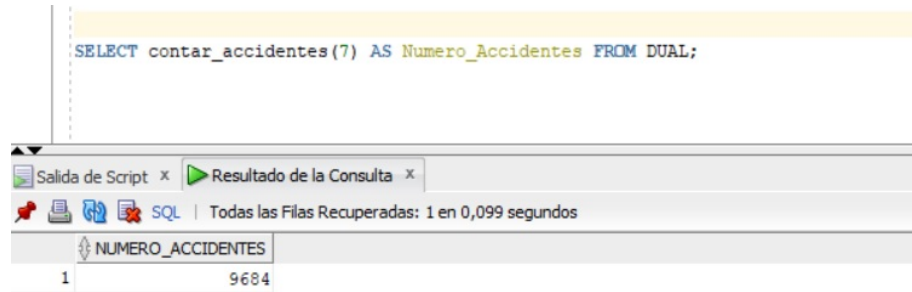 SELECT contar_accidentes(7) AS Numero_Accidentes FROM DUAL;
Salida de Script x Resultado de la Consulta x
SQL | Todas las Filas Recuperadas: 1 en 0,099 segundos
NUMERO_ACCIDENTES
1 9684